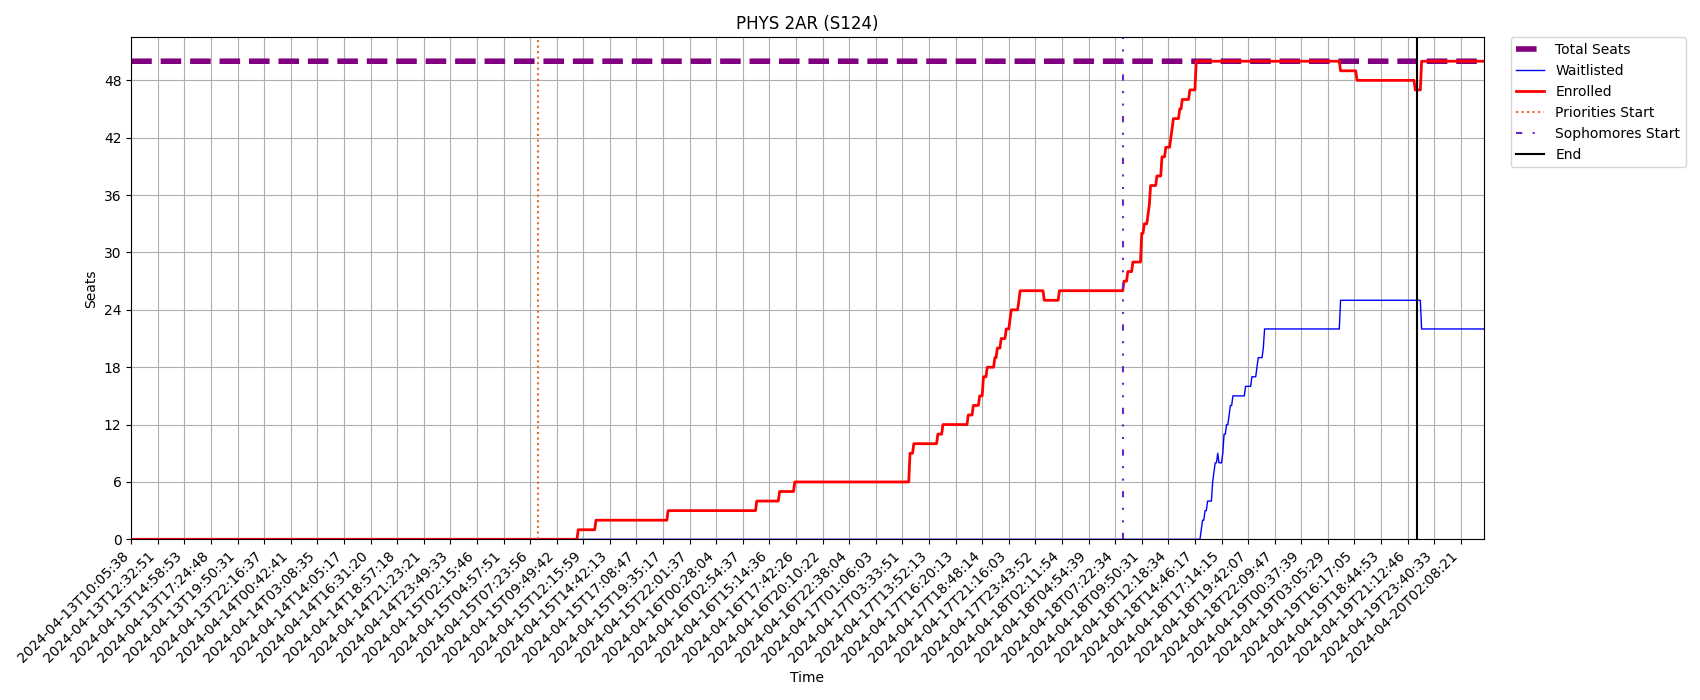 PHYS 2AR (S124)
Total Seats
Waitlisted
Enrolled
Priorities Start
Sophomores Start
End
Seats
48
42
36
30
24
18
12
6
0
2024-04-13T10:05:38
2024-04-13T12:32:51
2024-04-13T14:58:53
2024-04-13T17:24:48
2024-04-13T19:50:31
2024-04-13T22:16:37
2024-04-14T00:42:41
2024-04-14T03:08:35
2024-04-14T14:05:17
2024-04-14T16:31:20
2024-04-14T18:57:18
2024-04-14T21:23:21
2024-04-14T23:49:33
2024-04-15T02:15:46
2024-04-15T04:57:51
2024-04-15T07:23:56
2024-04-15T09:49:42
2024-04-15T12:15:59
2024-04-15T14:42:13
2024-04-15T17:08:47
2024-04-15T19:35:17
2024-04-15T22:01:37
2024-04-16T00:28:04
2024-04-16T02:54:37
2024-04-16T15:14:36
2024-04-16T17:42:26
2024-04-16T20:10:22
2024-04-16T22:38:04
2024-04-17T01:06:03
2024-04-17T03:33:51
2024-04-17T13:52:13
2024-04-17T16:20:13
2024-04-17T18:48:14
2024-04-17T21:16:03
2024-04-17T23:43:52
2024-04-18T02:11:54
2024-04-18T04:54:39
2024-04-18T07:22:34
2024-04-18T09:50:31
2024-04-18T12:18:34
2024-04-18T14:46:17
2024-04-18T17:14:15
2024-04-18T19:42:07
2024-04-18T22:09:47
2024-04-19T00:37:39
2024-04-19T03:05:29
2024-04-19T16:17:05
2024-04-19T18:44:53
2024-04-19T21:12:46
2024-04-19T23:40:33
2024-04-20T02:08:21
Time